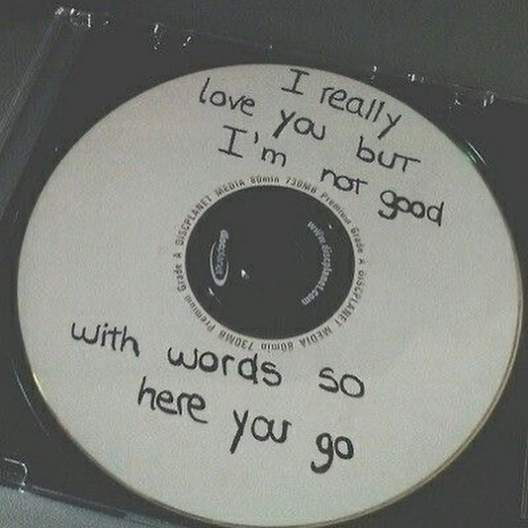 I really
love you but
I'm not good
DISCPLANET MEDIA 80min 730MB Premium Grade A DISCPLANET MEDIA 80min 730MB Premium Grade A
discplanet
www.discplanet.com
with words so
here you go